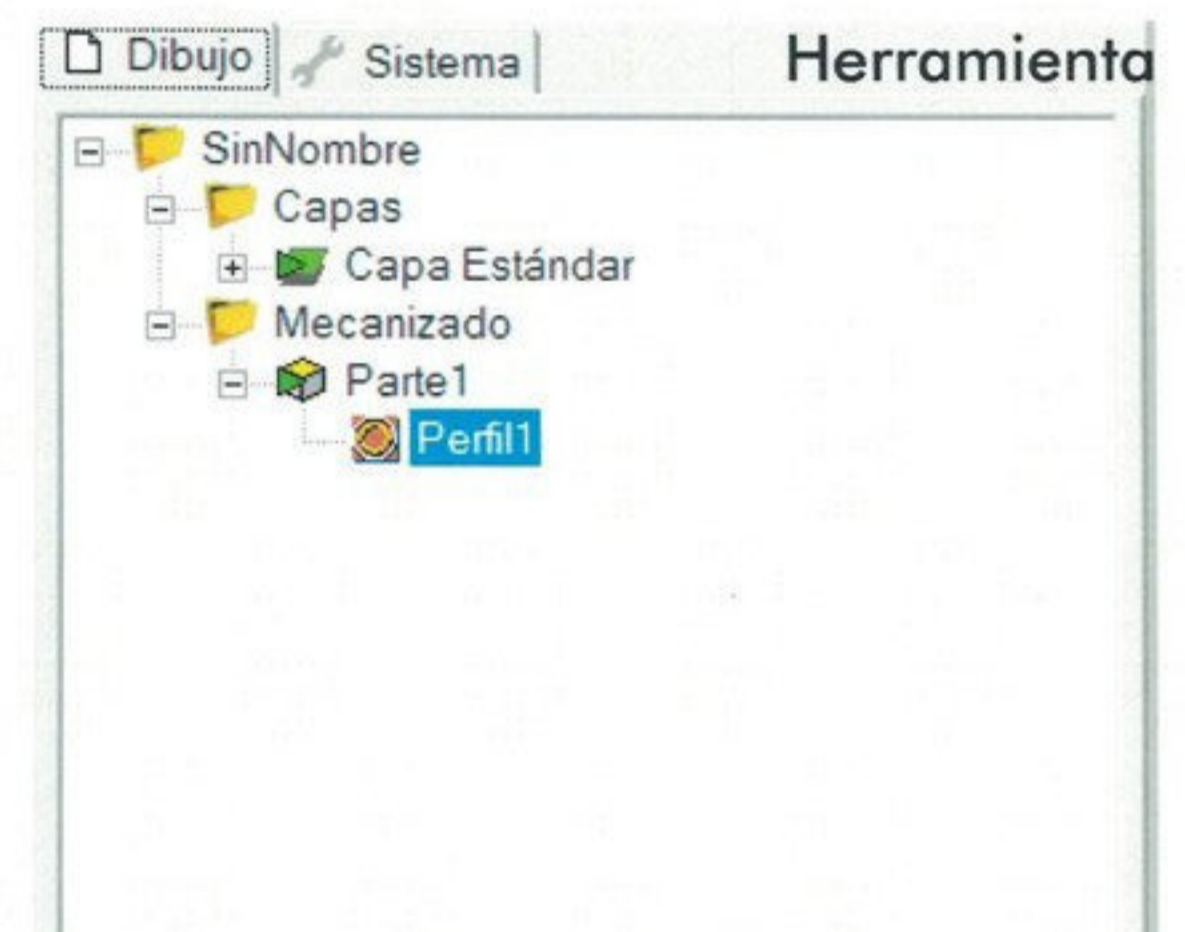 Dibujo Sistema Herramienta
SinNombre
Capas
Capa Estándar
Mecanizado
Parte1
Perfil1